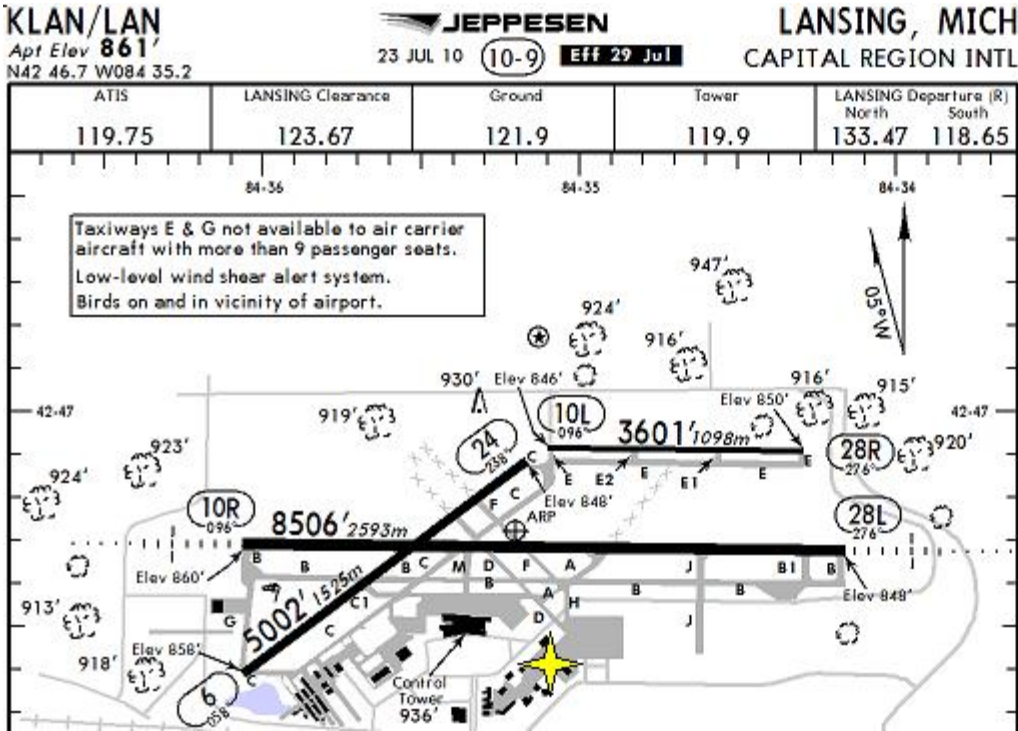 KLAN/LAN
Apt Elev 861'
N42 46.7 W084 35.2
JEPPESEN
23 JUL 10 10-9 Eff 29 Jul
LANSING, MICH
CAPITAL REGION INTL
ATIS
119.75
LANSING Clearance
123.67
Ground
121.9
Tower
119.9
LANSING Departure (R)
North South
133.47 118.65
84-36 84-35 84-34
Taxiways E & G not available to air carrier
aircraft with more than 9 passenger seats.
Low-level wind shear alert system.
Birds on and in vicinity of airport.
05°W
947'
924'
916'
930'
Elev 846'
916'
915'
Elev 850'
42-47
42-47
919'
10L
096°
3601' 1098m
28R
276°
920'
923'
24
238°
C
E
E2
E
E1
E
E
924'
C
F
Elev 848'
ARP
10R
096°
8506' 2593m
28L
276°
B
B
B
C
M
D
F
A
J
B1
B
Elev 860'
B
B
B
Elev 848'
913'
G
5002' 1525m
C1
C
A
H
D
J
918'
Elev 858'
C
Control
Tower
936'
6
058°